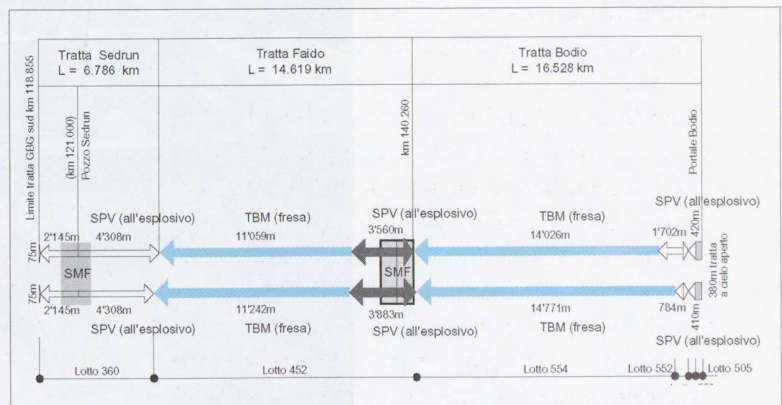 Tratta Sedrun
L = 6.786 km
Tratta Faido
L = 14.619 km
Tratta Bodio
L = 16.528 km
Limite tratta GBG sud km 118.855
(km 121.000)
Pozzo Sedrun
km 140.260
Portale Bodio
SPV (all'esplosivo)
TBM (fresa)
SPV (all'esplosivo)
TBM (fresa)
SPV (all'esplosivo)
75m
2'145m
4'308m
11'059m
3'560m
14'026m
1'702m
420m
SMF
SMF
380m tratta
a cielo aperto
75m
2'145m
4'308m
11'242m
3'883m
14'771m
784m
410m
SPV (all'esplosivo)
TBM (fresa)
SPV (all'esplosivo)
TBM (fresa)
SPV (all'esplosivo)
Lotto 360
Lotto 452
Lotto 554
Lotto 552
Lotto 505